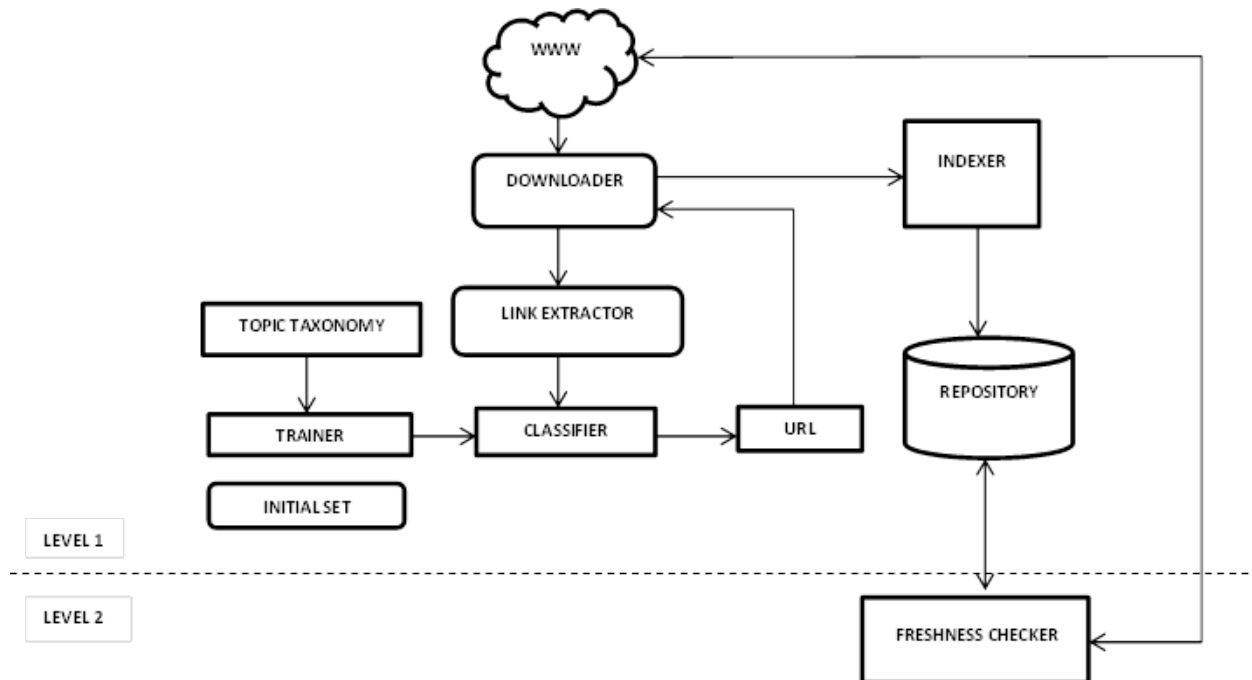 WWW
DOWNLOADER
INDEXER
LINK EXTRACTOR
TOPIC TAXONOMY
REPOSITORY
TRAINER
CLASSIFIER
URL
INITIAL SET
LEVEL 1
LEVEL 2
FRESHNESS CHECKER